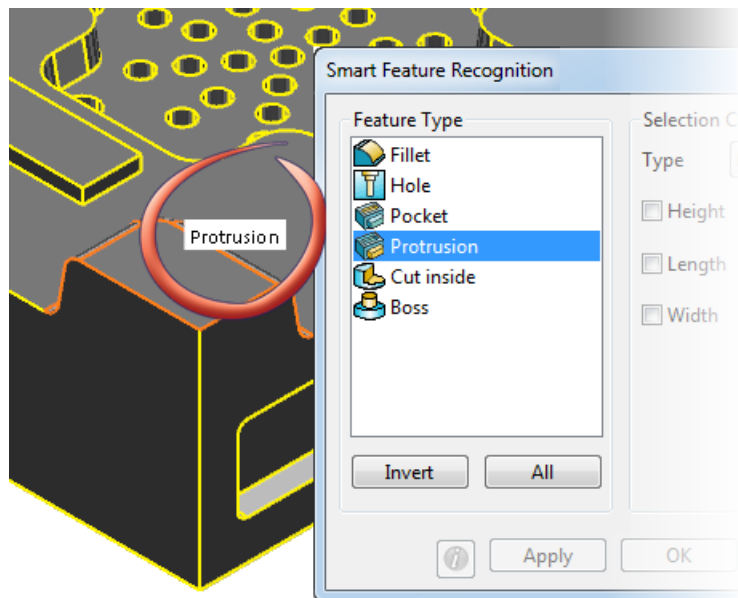 Smart Feature Recognition
Feature Type
Fillet
Hole
Pocket
Protrusion
Cut inside
Boss
Invert All
Selection
Type
Height
Length
Width
Protrusion
Apply OK